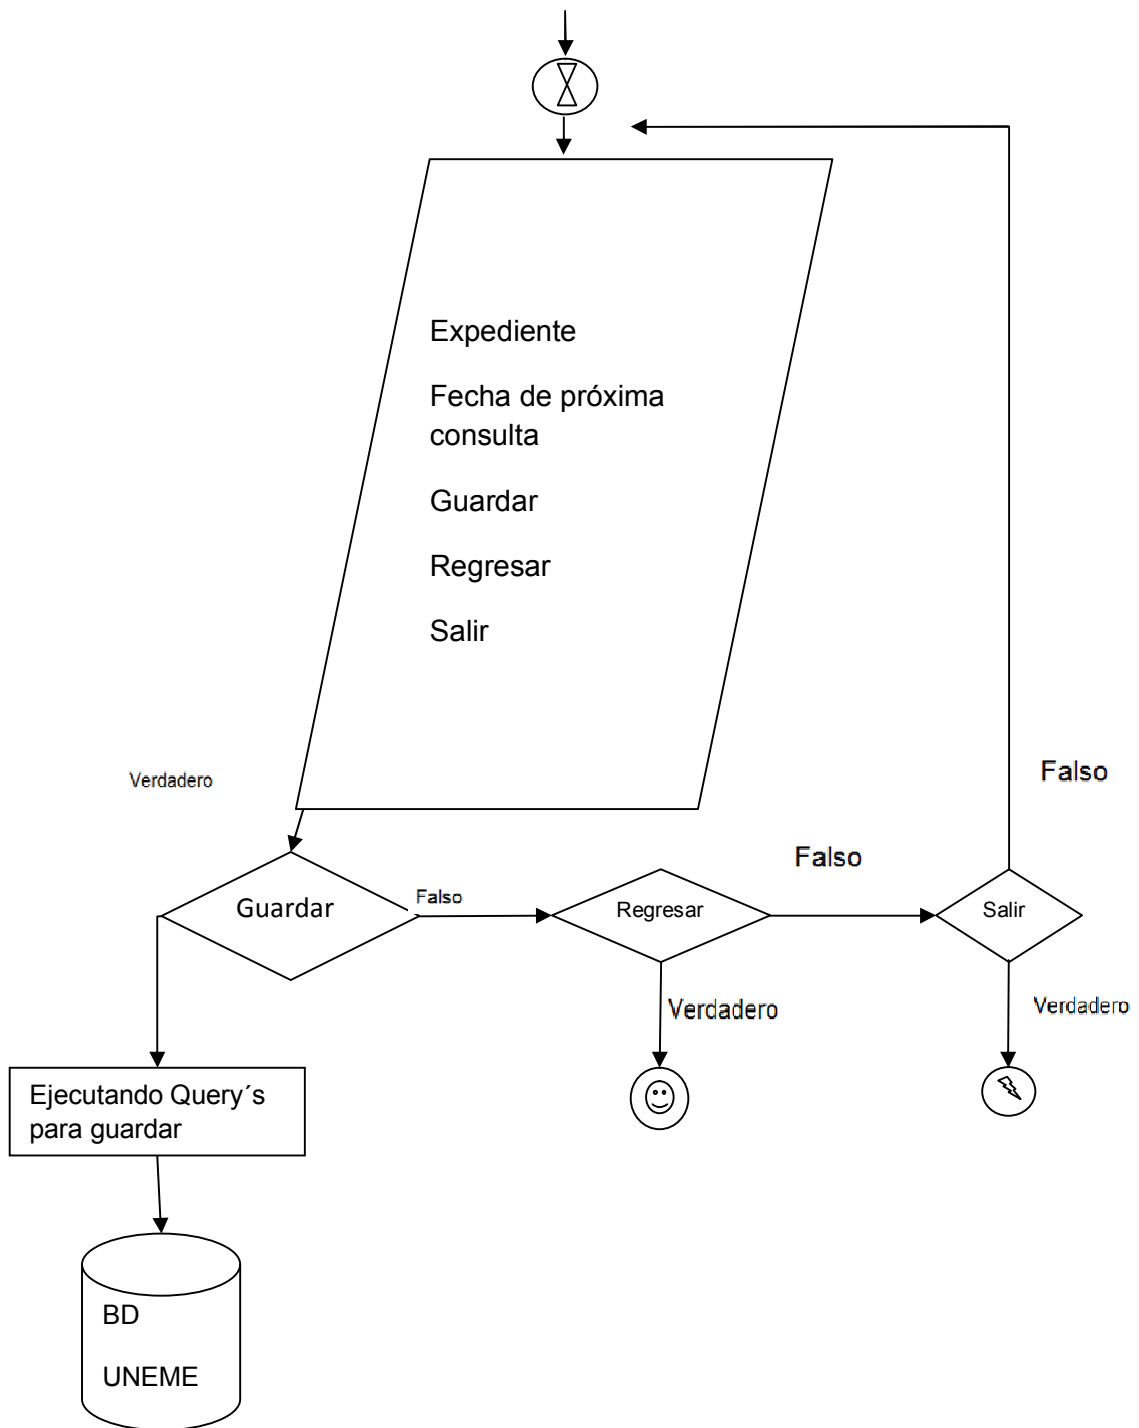 Expediente
Fecha de próxima
consulta
Guardar
Regresar
Salir
Verdadero
Falso
Guardar
Falso
Regresar
Falso
Salir
Verdadero
Verdadero
Ejecutando Query´s
para guardar
BD
UNEME